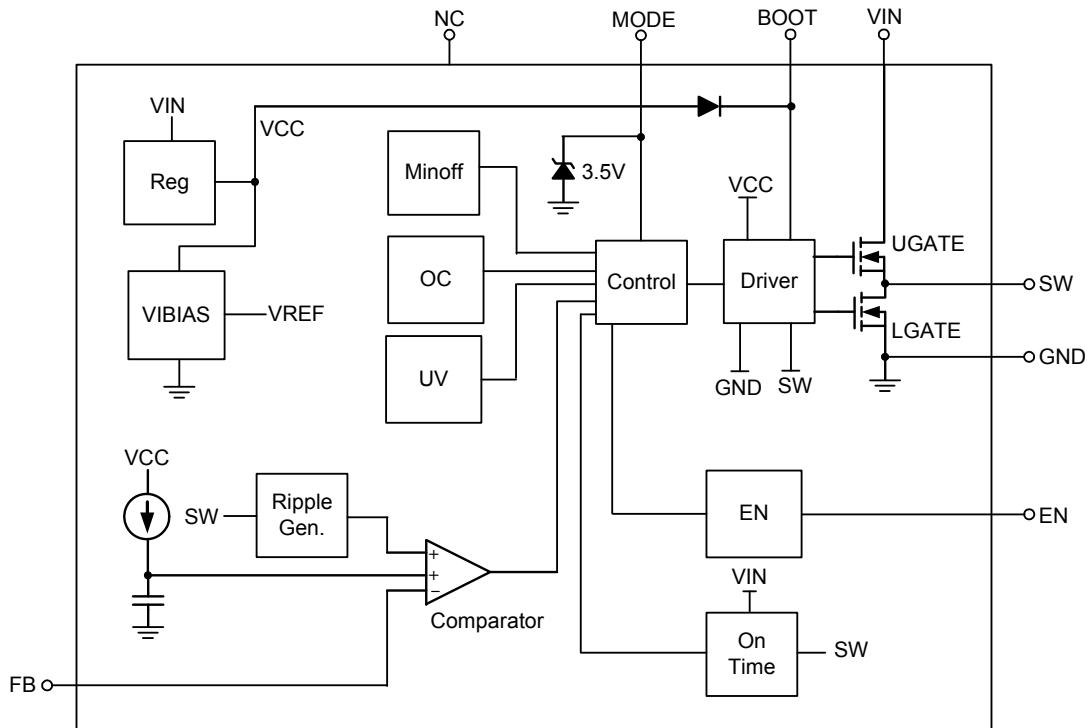 NC
MODE
BOOT
VIN
VIN
VCC
Reg
Minoff
3.5V
VCC
UGATE
OC
Control
Driver
SW
VIBIAS
VREF
LGATE
GND
UV
GND
SW
VCC
SW
Ripple
Gen.
EN
EN
+
+
−
Comparator
VIN
On
Time
SW
FB